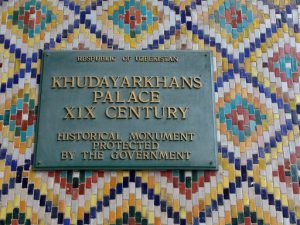 REPUBLIC OF UZBEKISTAN
KHUDAYARKHANS
PALACE
XIX CENTURY
HISTORICAL MONUMENT
PROTECTED
BY THE GOVERNMENT